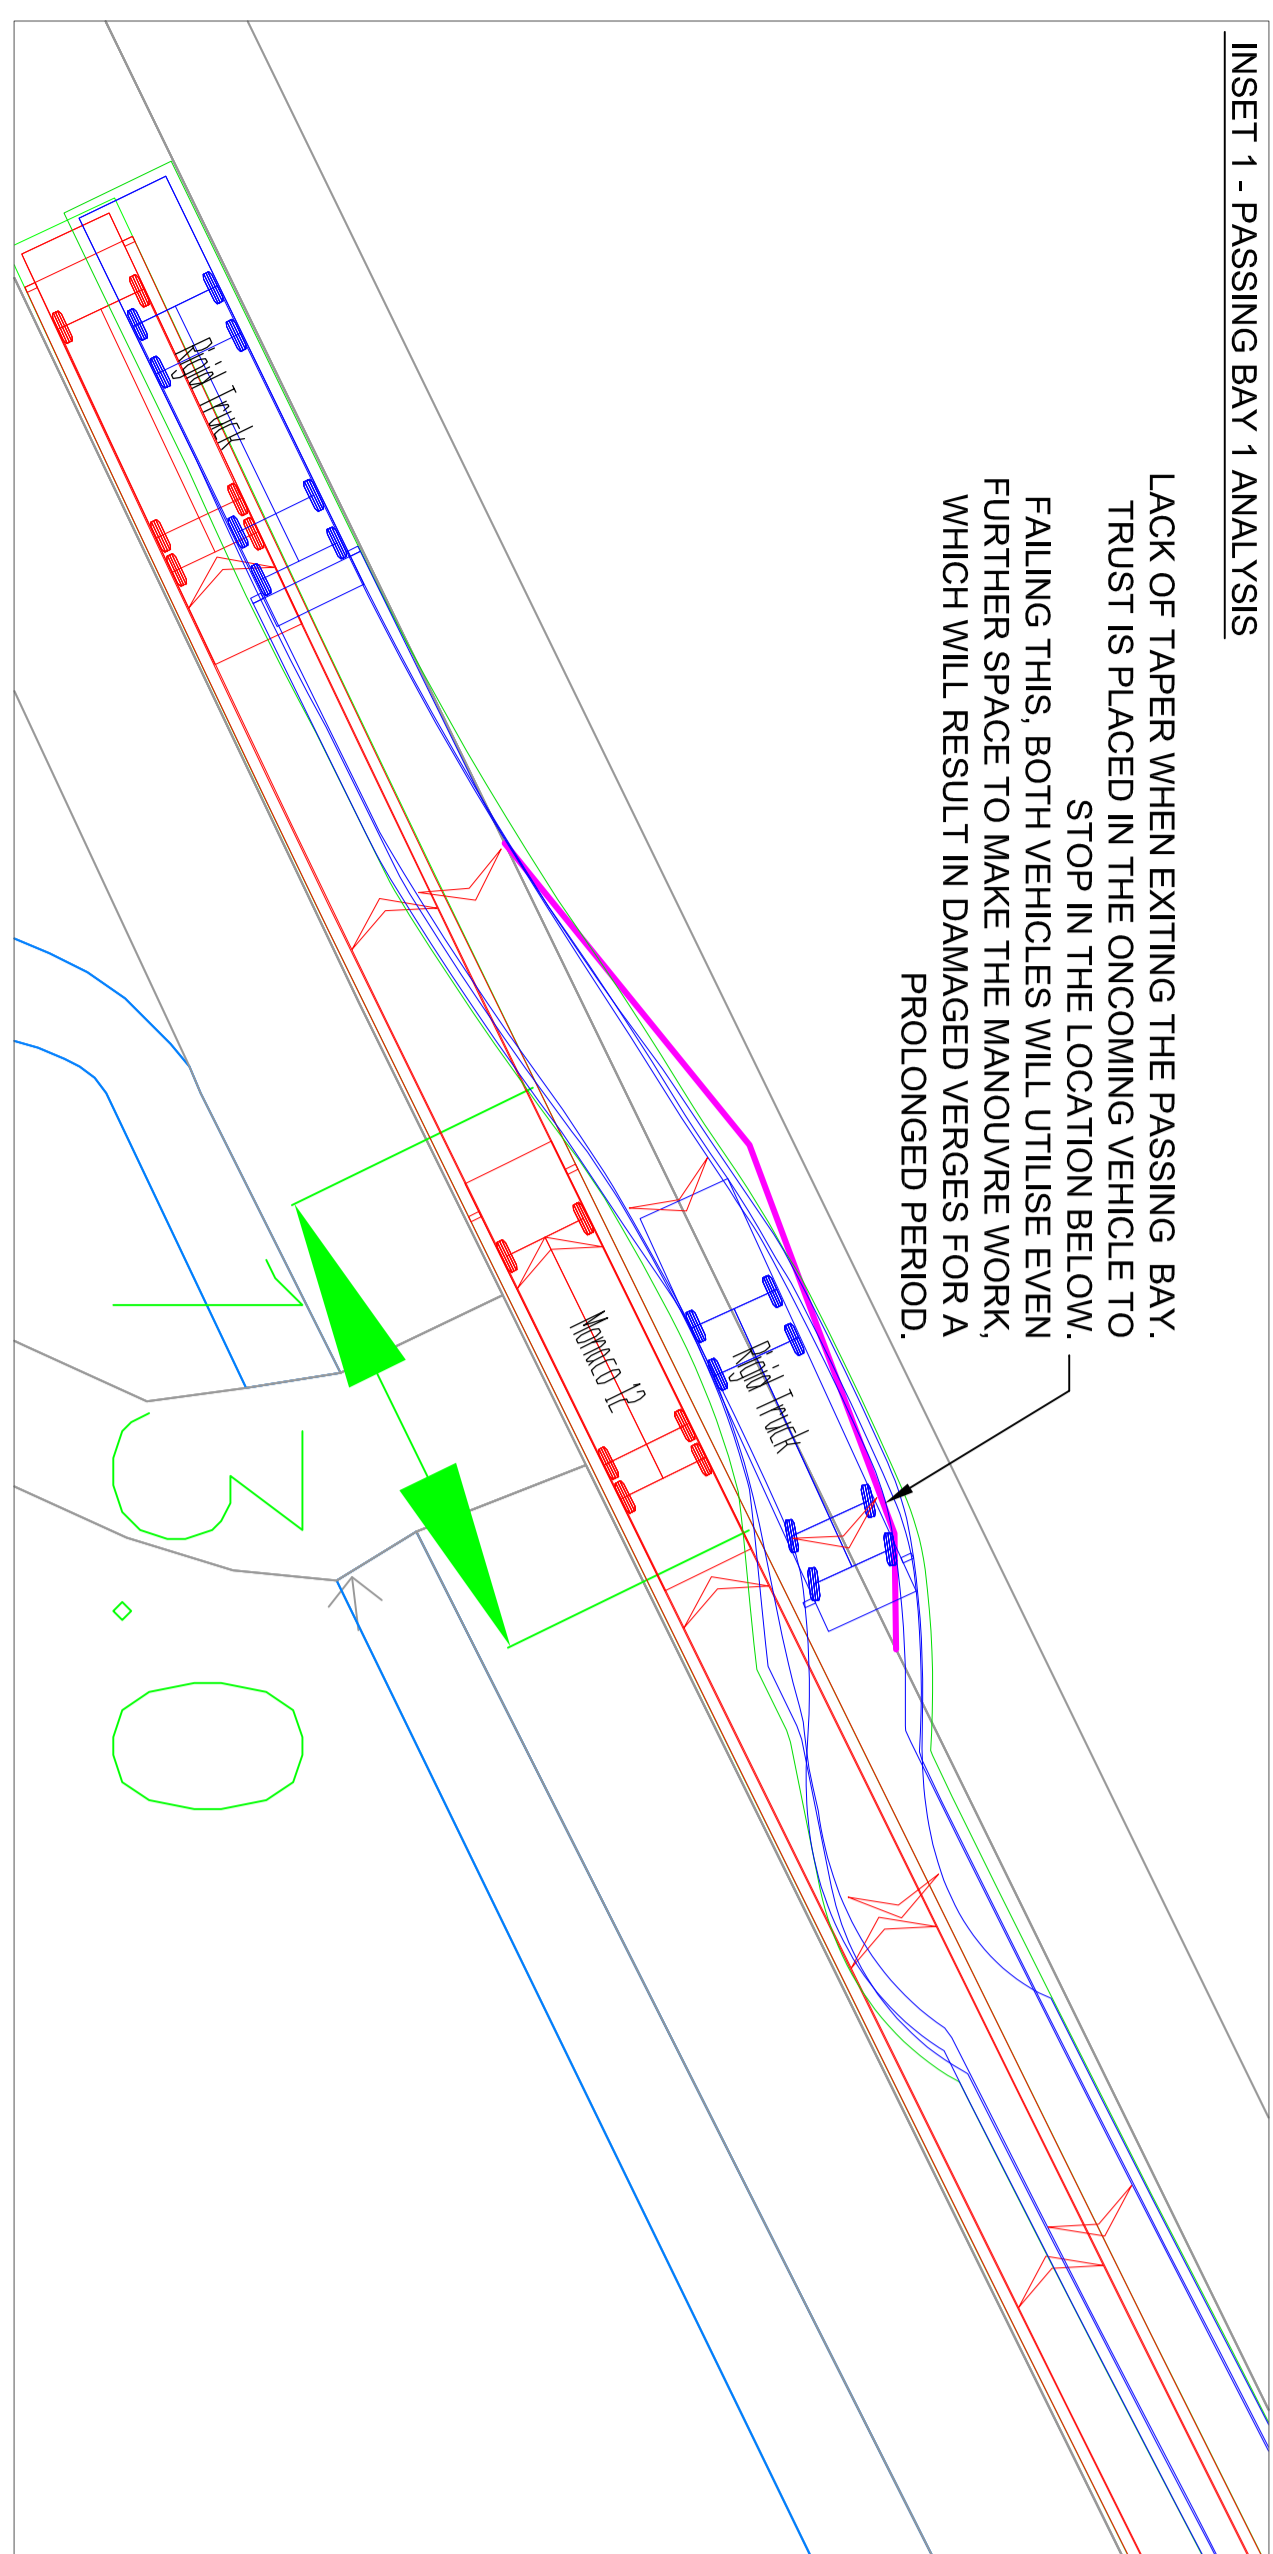 INSET 1 - PASSING BAY 1 ANALYSIS
LACK OF TAPER WHEN EXITING THE PASSING BAY.
TRUST IS PLACED IN THE ONCOMING VEHICLE TO
STOP IN THE LOCATION BELOW.
FAILING THIS, BOTH VEHICLES WILL UTILISE EVEN
FURTHER SPACE TO MAKE THE MANOUVRE WORK,
WHICH WILL RESULT IN DAMAGED VERGES FOR A
PROLONGED PERIOD.
Rigid Truck
Rigid Truck
Monaco 12
13.0